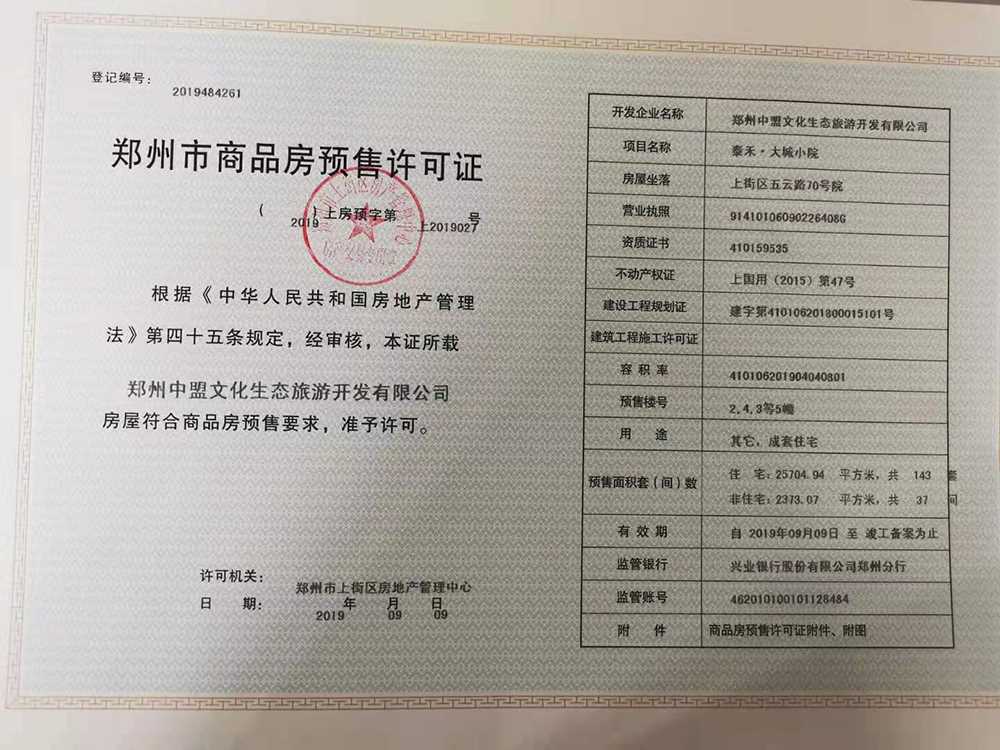 登记编号：
2019484261
郑州市商品房预售许可证
（ 2019 ）上房预字第 上2019027 号
根据《中华人民共和国房地产管理
法》第四十五条规定，经审核，本证所载
郑州中盟文化生态旅游开发有限公司
房屋符合商品房预售要求，准予许可。
许可机关： 郑州市上街区房地产管理中心
日 期： 2019 年 09 月 09 日
开发企业名称 郑州中盟文化生态旅游开发有限公司
项目名称 泰禾·大城小院
房屋坐落 上街区五云路70号院
营业执照 91410106090226408G
资质证书 410159535
不动产权证 上国用（2015）第47号
建设工程规划证 建字第410106201800015101号
建筑工程施工许可证
容 积 率 410106201904040801
预售楼号 2,4,3等5幢
用 途 其它，成套住宅
预售面积套（间）数 住 宅：25704.94 平方米，共 143 套
非住宅：2373.07 平方米，共 37 间
有 效 期 自 2019年09月09日 至 竣工备案为止
监管银行 兴业银行股份有限公司郑州分行
监管账号 462010100101128484
附 件 商品房预售许可证附件、附图